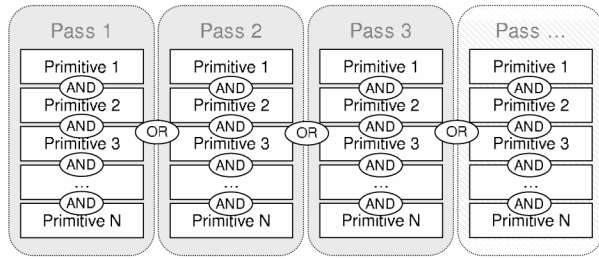 Pass 1
Primitive 1
AND
Primitive 2
AND
Primitive 3
AND
...
AND
Primitive N
OR
Pass 2
Primitive 1
AND
Primitive 2
AND
Primitive 3
AND
...
AND
Primitive N
OR
Pass 3
Primitive 1
AND
Primitive 2
AND
Primitive 3
AND
...
AND
Primitive N
OR
Pass ...
Primitive 1
AND
Primitive 2
AND
Primitive 3
AND
...
AND
Primitive N